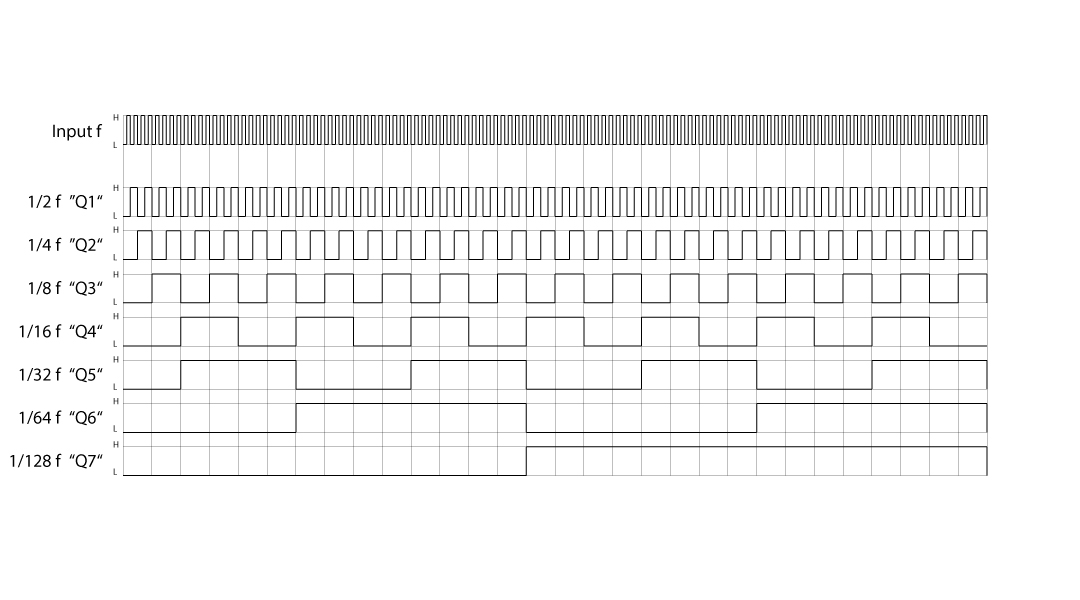 H
Input f
L
H
1/2 f ”Q1“
L
H
1/4 f ”Q2“
L
H
1/8 f “Q3“
L
H
1/16 f “Q4“
L
H
1/32 f “Q5“
L
H
1/64 f “Q6“
L
H
1/128 f “Q7“
L